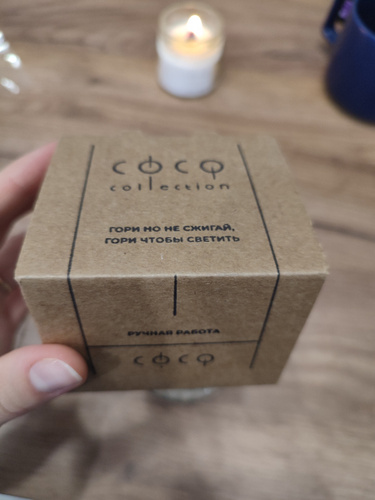 coco
collection
ГОРИ НО НЕ СЖИГАЙ,
ГОРИ ЧТОБЫ СВЕТИТЬ
РУЧНАЯ РАБОТА
coco